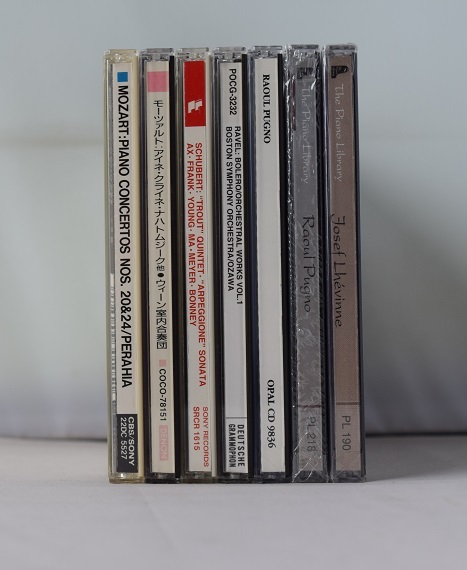 MOZART:PIANO CONCERTOS NOS. 20&24/PERAHIA
CBS/SONY
22DC 5527
モーツァルト:アイネ・クライネ・ナハトムジーク 他●ウィーン室内合奏団
COCO-78151
DENON
SCHUBERT: "TROUT" QUINTET・"ARPEGGIONE" SONATA
AX・FRANK・YOUNG・MA・MEYER・BONNEY
SONY RECORDS
SRCR 1615
POCG-3232
RAVEL: BOLERO/ORCHESTRAL WORKS VOL.1
BOSTON SYMPHONY ORCHESTRA/OZAWA
DEUTSCHE
GRAMMOPHON
RAOUL PUGNO
OPAL CD 9836
The Piano Library
Raoul Pugno
PL 218
The Piano Library
Josef Lhévinne
PL 190